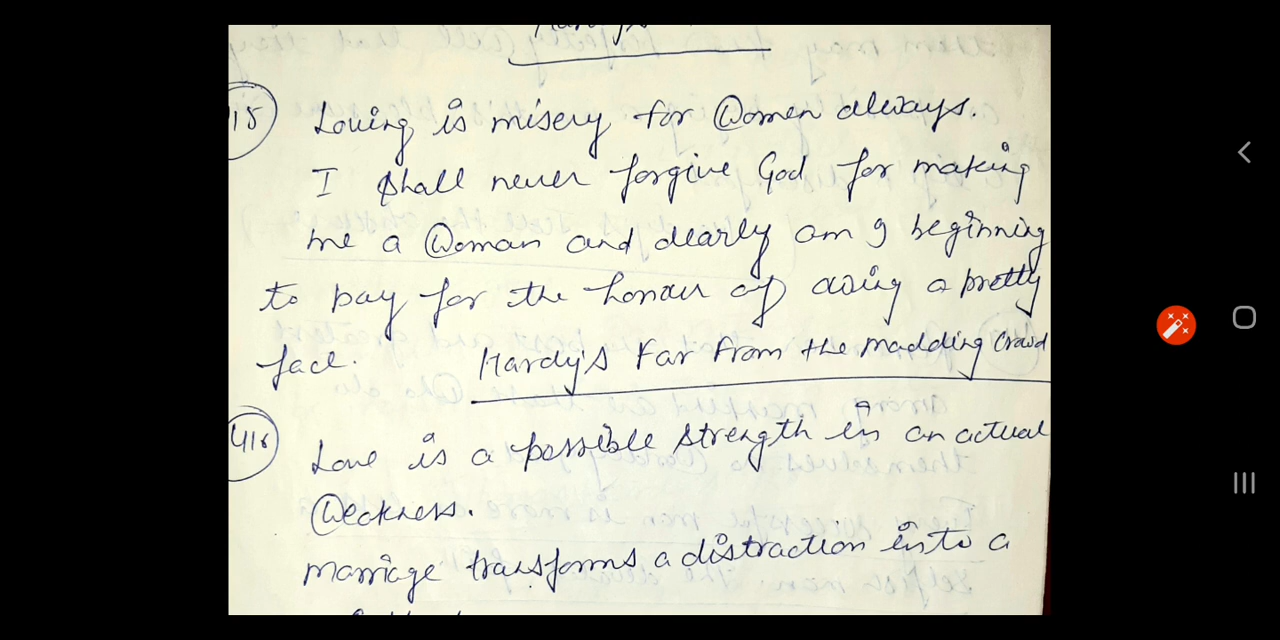 15
Loving is misery for women always.
I shall never forgive God for making
me a woman and dearly am I beginning
to pay for the honour of a pretty
face.
Hardy's Far from the madding Crowd
416
Love is a possible strength in an actual
weakness.
marriage transforms a distraction into a